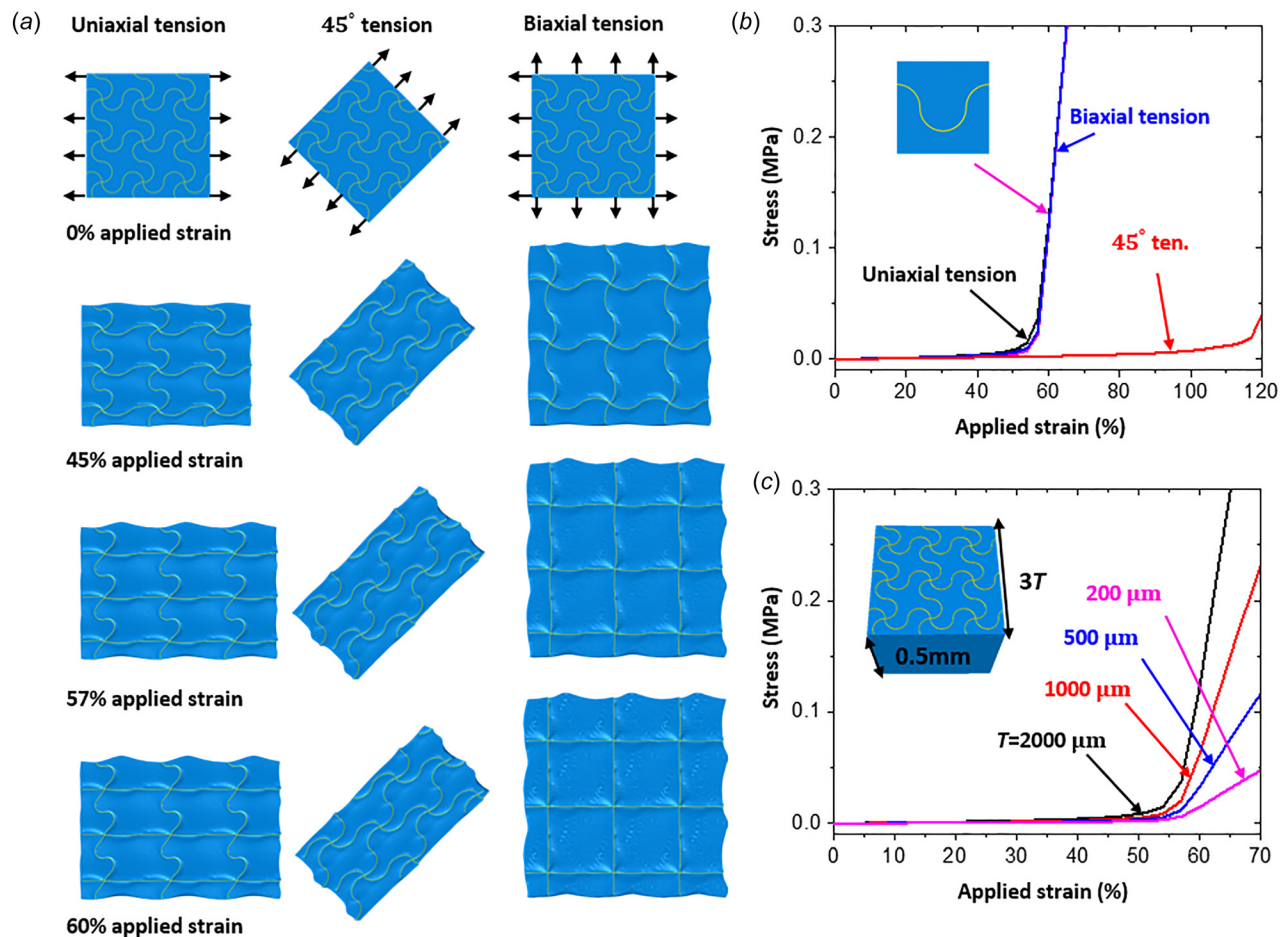 (a)
Uniaxial tension
45° tension
Biaxial tension
0% applied strain
45% applied strain
57% applied strain
60% applied strain
(b)
0.3
0.2
0.1
0.0
Stress (MPa)
Biaxial tension
45° ten.
Uniaxial tension
0 20 40 60 80 100 120
Applied strain (%)
(c)
0.3
0.2
0.1
0.0
Stress (MPa)
3T
0.5mm
200 μm
500 μm
1000 μm
T=2000 μm
0 10 20 30 40 50 60 70
Applied strain (%)